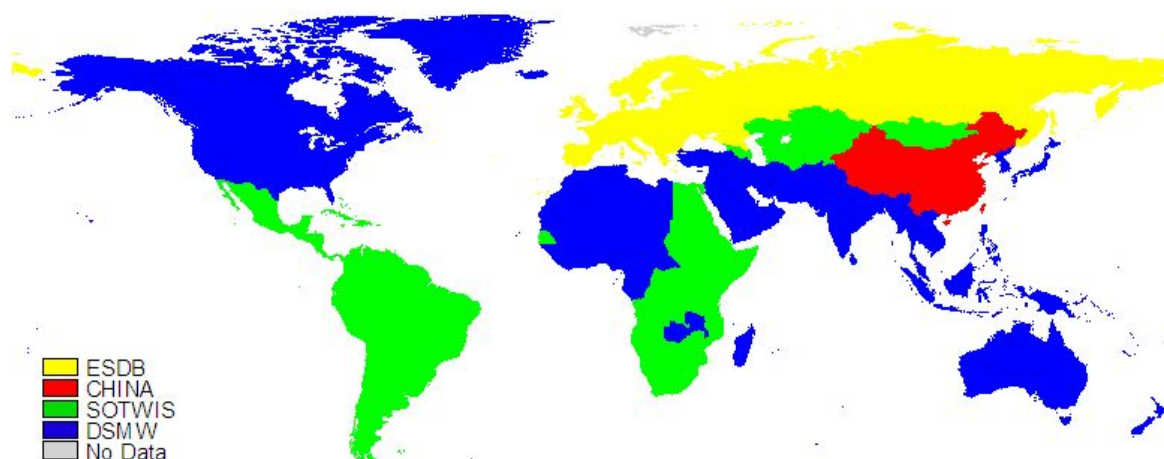 ESDB
CHINA
SOTWIS
DSMW
No Data